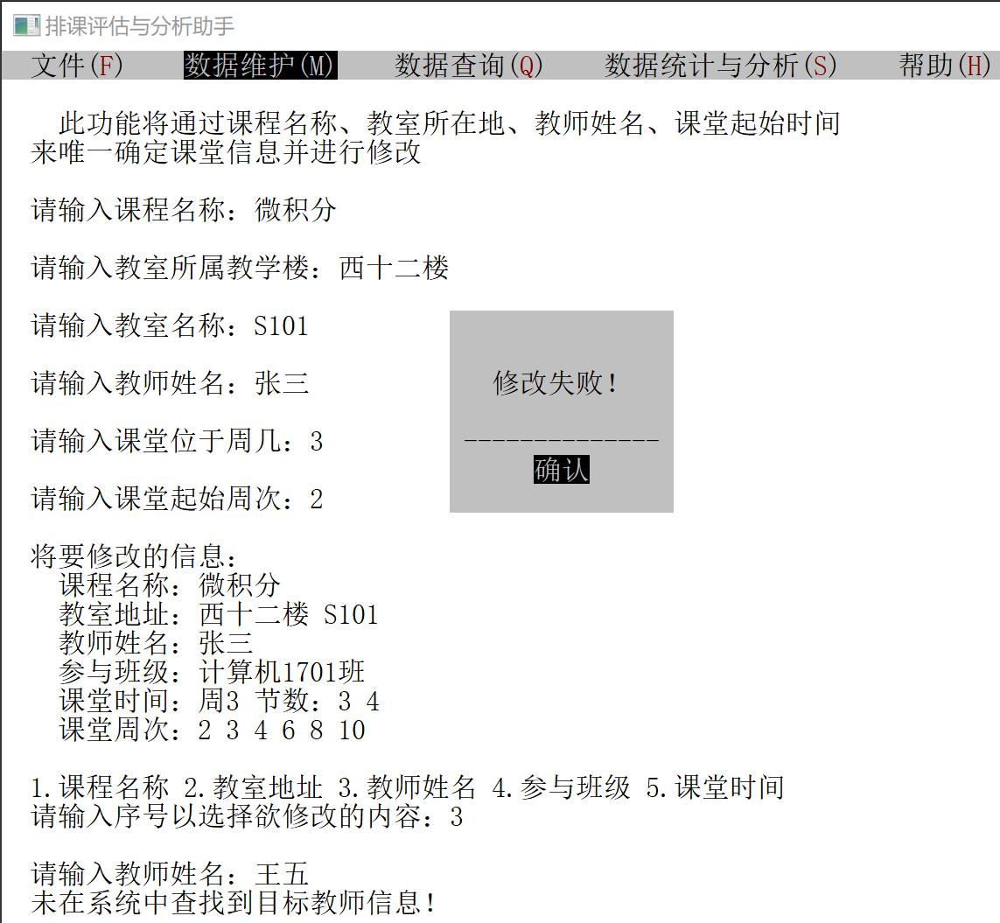 排课评估与分析助手
文件(F) 数据维护(M) 数据查询(Q) 数据统计与分析(S) 帮助(H)
此功能将通过课程名称、教室所在地、教师姓名、课堂起始时间
来唯一确定课堂信息并进行修改
请输入课程名称：微积分
请输入教室所属教学楼：西十二楼
请输入教室名称：S101
请输入教师姓名：张三
修改失败！
请输入课堂位于周几：3
--------------
确认
请输入课堂起始周次：2
将要修改的信息：
课程名称：微积分
教室地址：西十二楼 S101
教师姓名：张三
参与班级：计算机1701班
课堂时间：周3 节数：3 4
课堂周次：2 3 4 6 8 10
1.课程名称 2.教室地址 3.教师姓名 4.参与班级 5.课堂时间
请输入序号以选择欲修改的内容：3
请输入教师姓名：王五
未在系统中查找到目标教师信息！